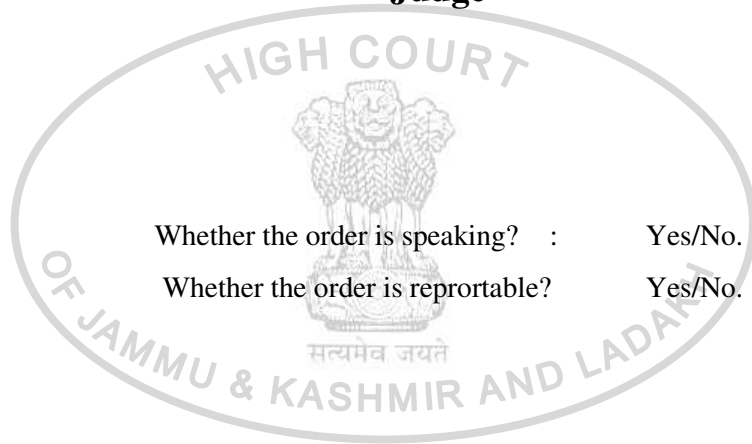 Judge
HIGH COURT
Whether the order is speaking? : Yes/No.
Whether the order is reprortable? Yes/No.
सत्यमेव जयते
OF JAMMU & KASHMIR AND LADAKH